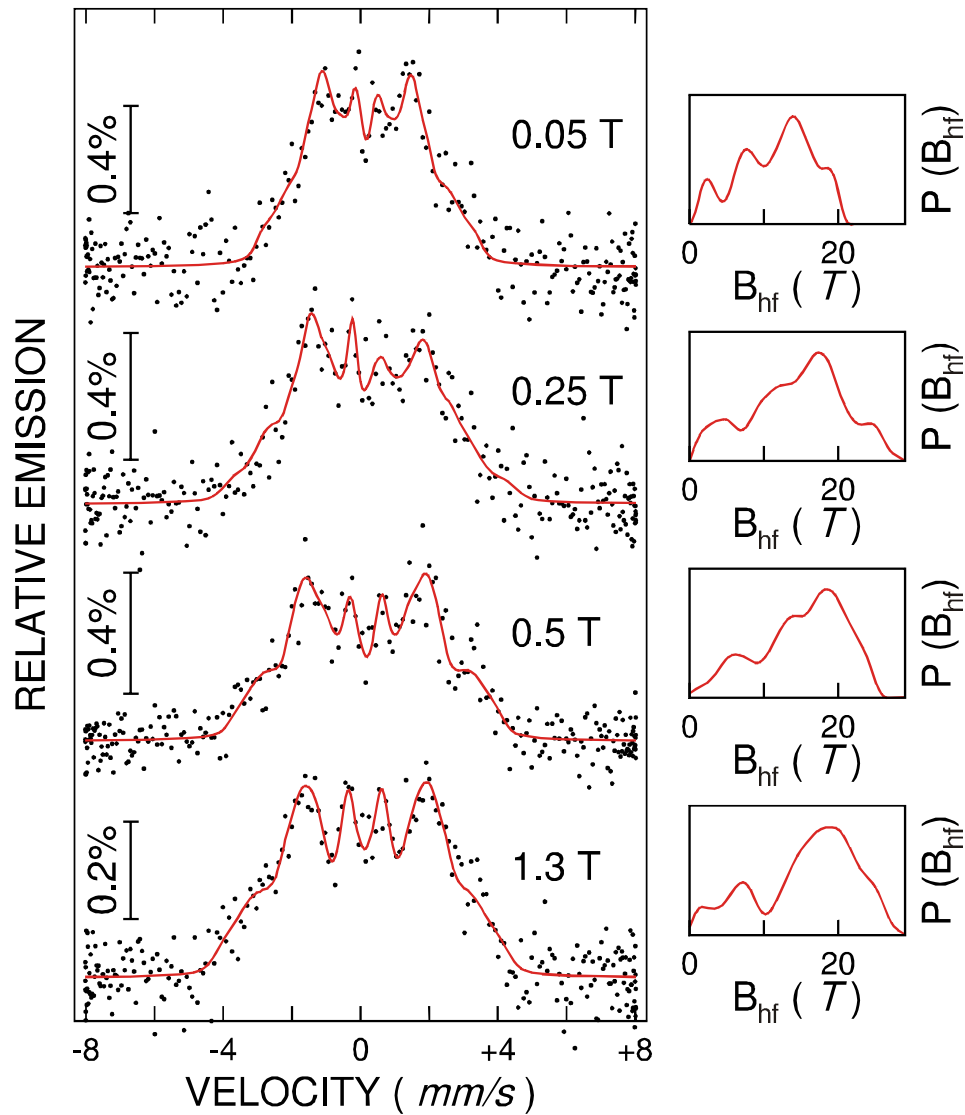 RELATIVE EMISSION
0.4%
0.05 T
0.4%
0.25 T
0.4%
0.5 T
0.2%
1.3 T
-8 -4 0 +4 +8
VELOCITY ( mm/s )
P (Bhf)
0 20
Bhf ( T )
P (Bhf)
0 20
Bhf ( T )
P (Bhf)
0 20
Bhf ( T )
P (Bhf)
0 20
Bhf ( T )